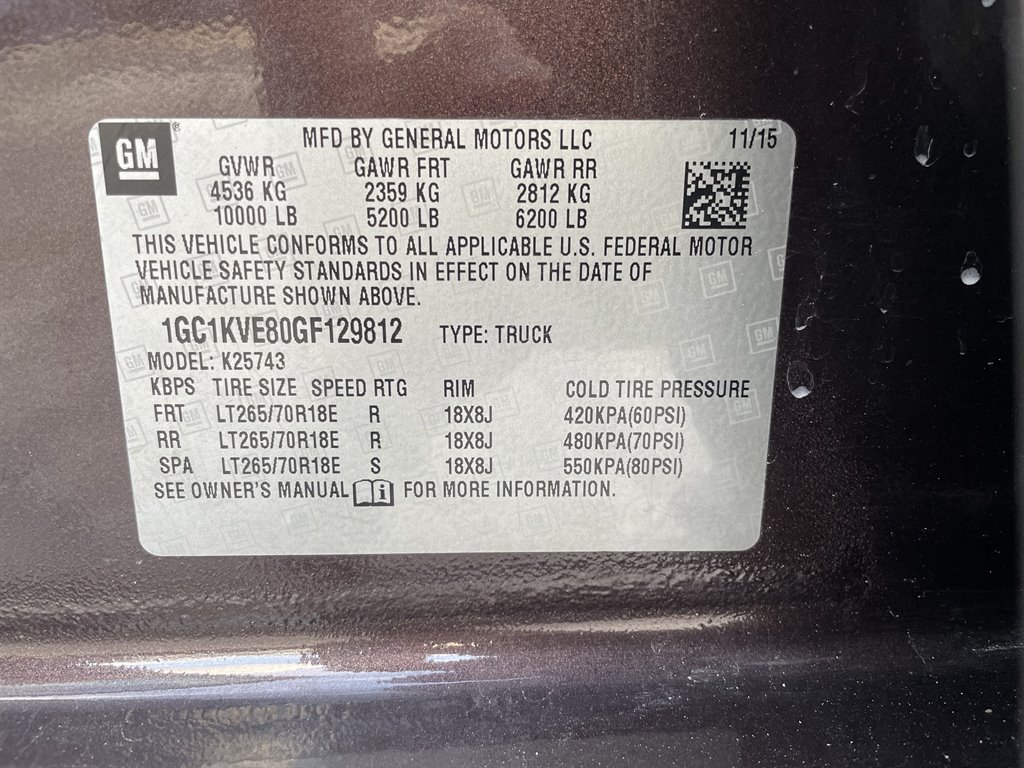 GM ® MFD BY GENERAL MOTORS LLC 11/15
GVWR GAWR FRT GAWR RR
4536 KG 2359 KG 2812 KG
10000 LB 5200 LB 6200 LB
THIS VEHICLE CONFORMS TO ALL APPLICABLE U.S. FEDERAL MOTOR
VEHICLE SAFETY STANDARDS IN EFFECT ON THE DATE OF
MANUFACTURE SHOWN ABOVE.
1GC1KVE80GF129812 TYPE: TRUCK
MODEL: K25743
KBPS TIRE SIZE SPEED RTG RIM COLD TIRE PRESSURE
FRT LT265/70R18E R 18X8J 420KPA(60PSI)
RR LT265/70R18E R 18X8J 480KPA(70PSI)
SPA LT265/70R18E S 18X8J 550KPA(80PSI)
SEE OWNER'S MANUAL i FOR MORE INFORMATION.